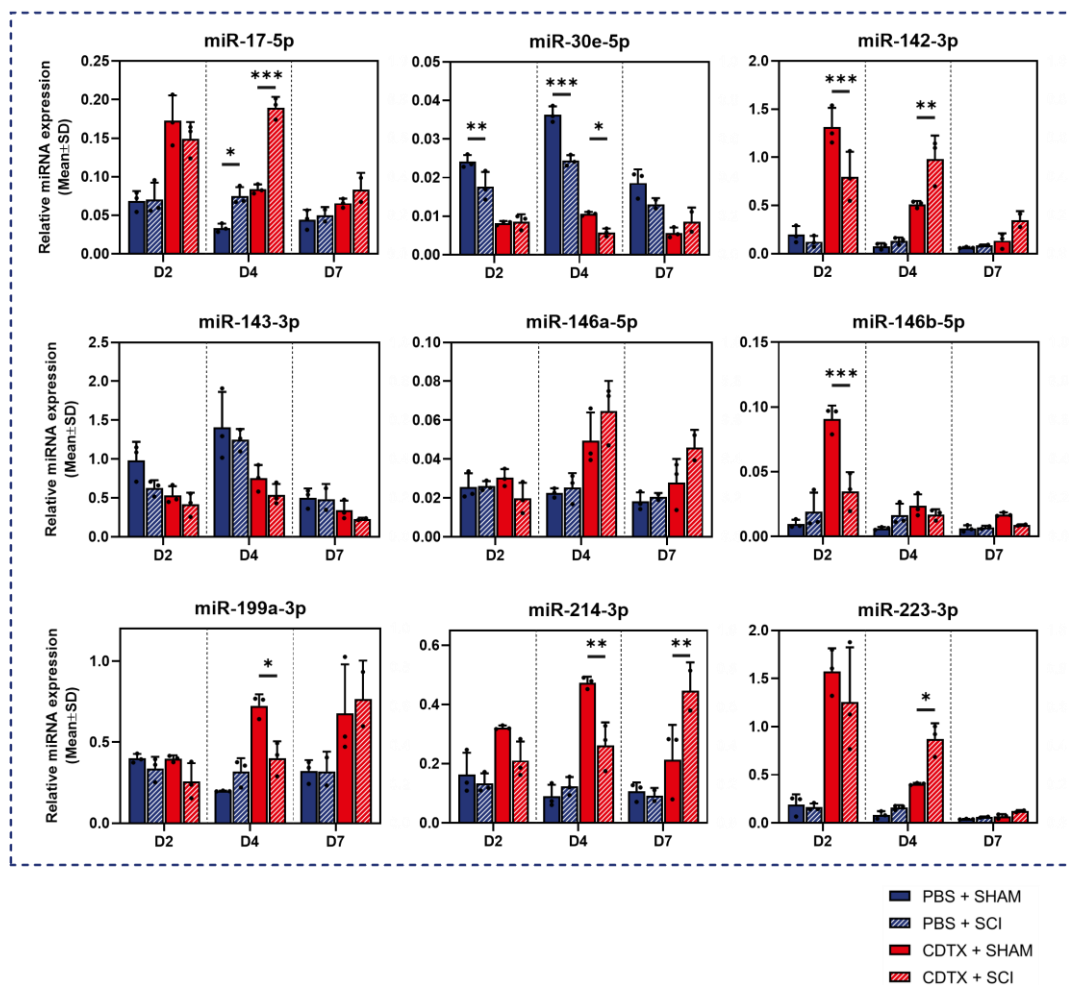 miR-17-5p
miR-30e-5p
miR-142-3p
Relative miRNA expression
(Mean±SD)
0.25
0.20
0.15
0.10
0.05
0.00
*
***
D2
D4
D7
0.05
0.04
0.03
0.02
0.01
0.00
**
***
*
D2
D4
D7
2.0
1.5
1.0
0.5
0.0
***
**
D2
D4
D7
miR-143-3p
miR-146a-5p
miR-146b-5p
Relative miRNA expression
(Mean±SD)
2.5
2.0
1.5
1.0
0.5
0.0
D2
D4
D7
0.10
0.08
0.06
0.04
0.02
0.00
D2
D4
D7
0.15
0.10
0.05
0.00
***
D2
D4
D7
miR-199a-3p
miR-214-3p
miR-223-3p
Relative miRNA expression
(Mean±SD)
1.0
0.5
0.0
*
D2
D4
D7
0.6
0.4
0.2
0.0
**
**
D2
D4
D7
2.0
1.5
1.0
0.5
0.0
*
D2
D4
D7
PBS + SHAM
PBS + SCI
CDTX + SHAM
CDTX + SCI